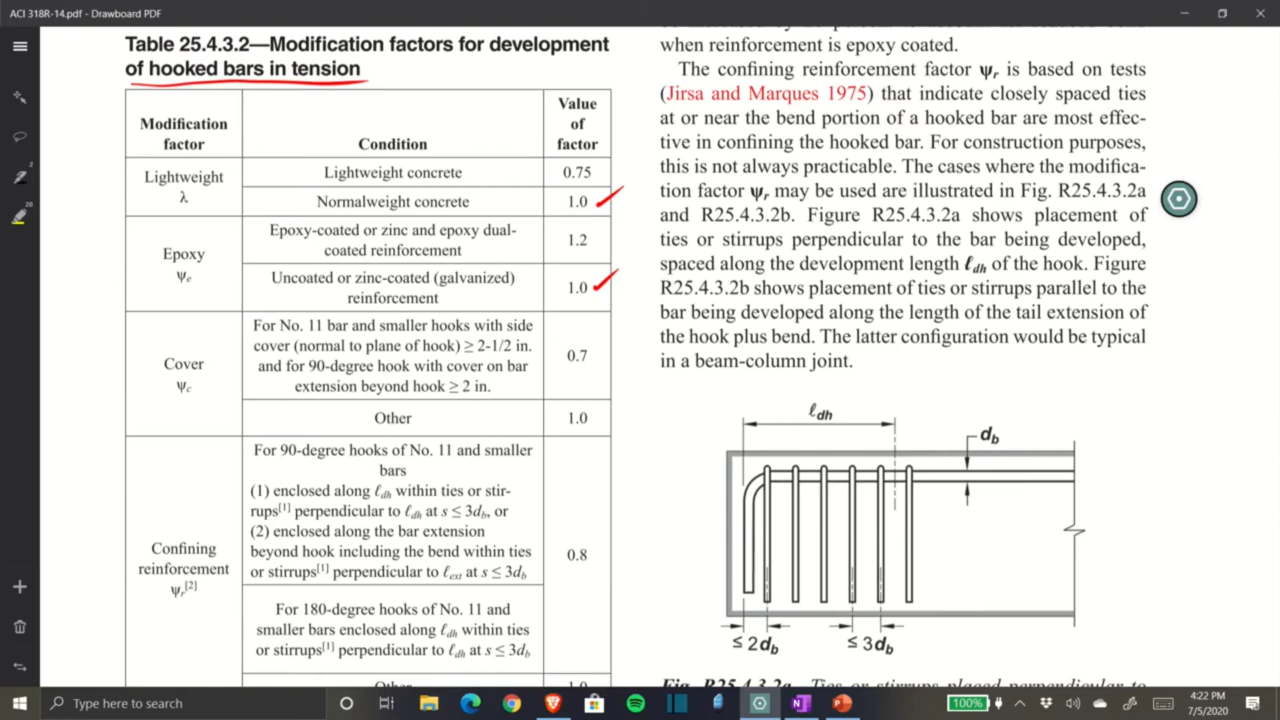 ACI 318R-14.pdf - Drawboard PDF
Table 25.4.3.2—Modification factors for development
of hooked bars in tension
Modification
factor
Condition
Value
of
factor
Lightweight
λ
Lightweight concrete
0.75
Normalweight concrete
1.0
Epoxy
ψe
Epoxy-coated or zinc and epoxy dual-
coated reinforcement
1.2
Uncoated or zinc-coated (galvanized)
reinforcement
1.0
Cover
ψc
For No. 11 bar and smaller hooks with side
cover (normal to plane of hook) ≥ 2-1/2 in.
and for 90-degree hook with cover on bar
extension beyond hook ≥ 2 in.
0.7
Other
1.0
Confining
reinforcement
ψr[2]
For 90-degree hooks of No. 11 and smaller
bars
(1) enclosed along ℓdh within ties or stir-
rups[1] perpendicular to ℓdh at s ≤ 3db, or
(2) enclosed along the bar extension
beyond hook including the bend within ties
or stirrups[1] perpendicular to ℓext at s ≤ 3db
0.8
For 180-degree hooks of No. 11 and
smaller bars enclosed along ℓdh within ties
or stirrups[1] perpendicular to ℓdh at s ≤ 3db
Other
1.0
when reinforcement is epoxy coated.
The confining reinforcement factor ψr is based on tests
(Jirsa and Marques 1975) that indicate closely spaced ties
at or near the bend portion of a hooked bar are most effec-
tive in confining the hooked bar. For construction purposes,
this is not always practicable. The cases where the modifica-
tion factor ψr may be used are illustrated in Fig. R25.4.3.2a
and R25.4.3.2b. Figure R25.4.3.2a shows placement of
ties or stirrups perpendicular to the bar being developed,
spaced along the development length ℓdh of the hook. Figure
R25.4.3.2b shows placement of ties or stirrups parallel to the
bar being developed along the length of the tail extension of
the hook plus bend. The latter configuration would be typical
in a beam-column joint.
ℓdh
db
≤ 2db
≤ 3db
Fig. R25.4.3.2a Ties or stirrups placed perpendicular to
2
20
Type here to search
100%
4:22 PM
7/5/2020